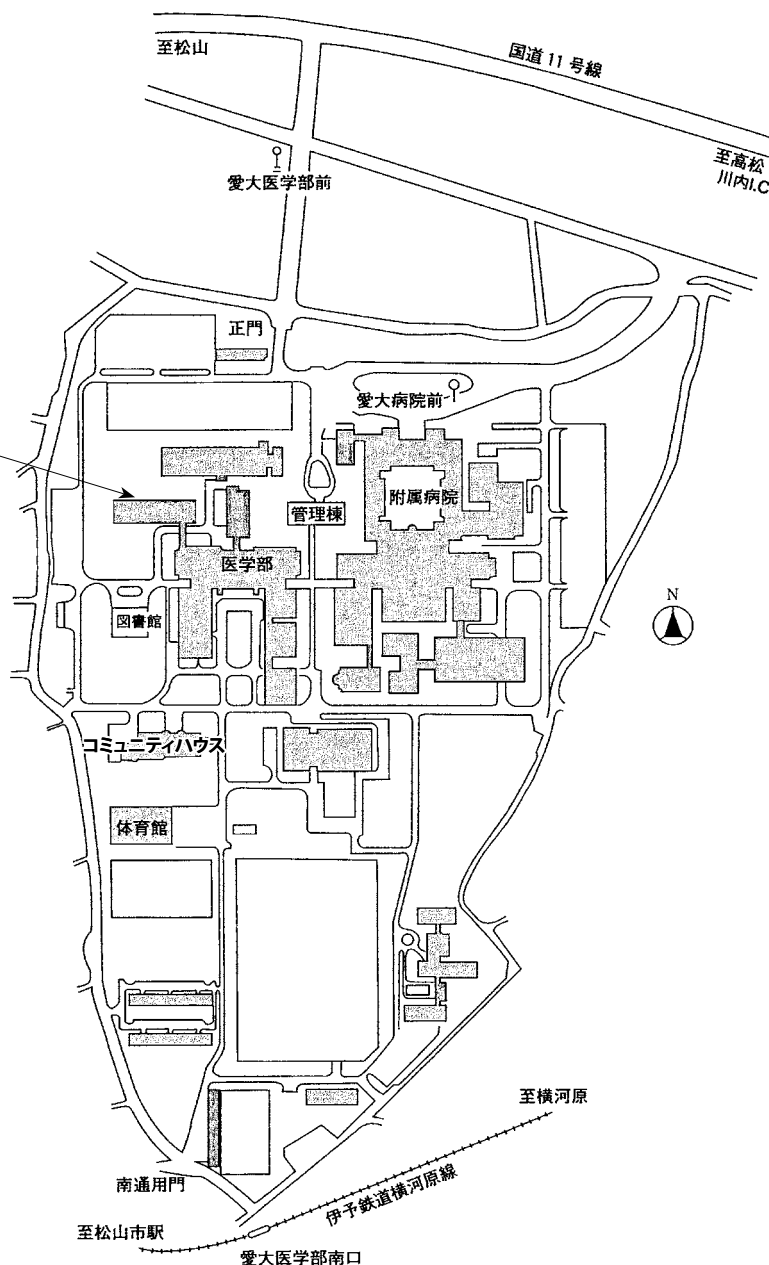 至松山
国道 11 号線
至高松
川内I.C
愛大医学部前
正門
愛大病院前
附属病院
管理棟
医学部
図書館
N
コミュニティハウス
体育館
至横河原
南通用門
伊予鉄道横河原線
至松山市駅
愛大医学部南口